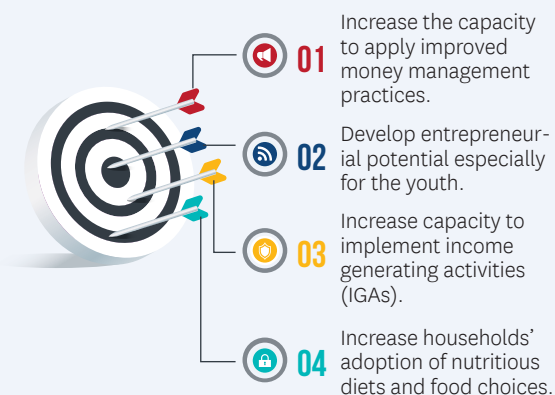 01
Increase the capacity
to apply improved
money management
practices.
02
Develop entrepreneur-
ial potential especially
for the youth.
03
Increase capacity to
implement income
generating activities
(IGAs).
04
Increase households’
adoption of nutritious
diets and food choices.